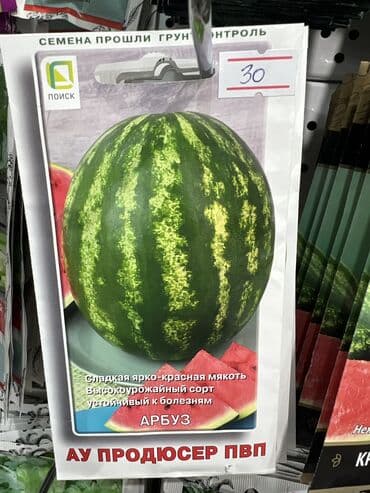 СЕМЕНА ПРОШЛИ ГРУНТКОНТРОЛЬ
ПОИСК
30
Сладкая ярко-красная мякоть
Высокоурожайный сорт
устойчивый к болезням
АРБУЗ
АУ ПРОДЮСЕР ПВП